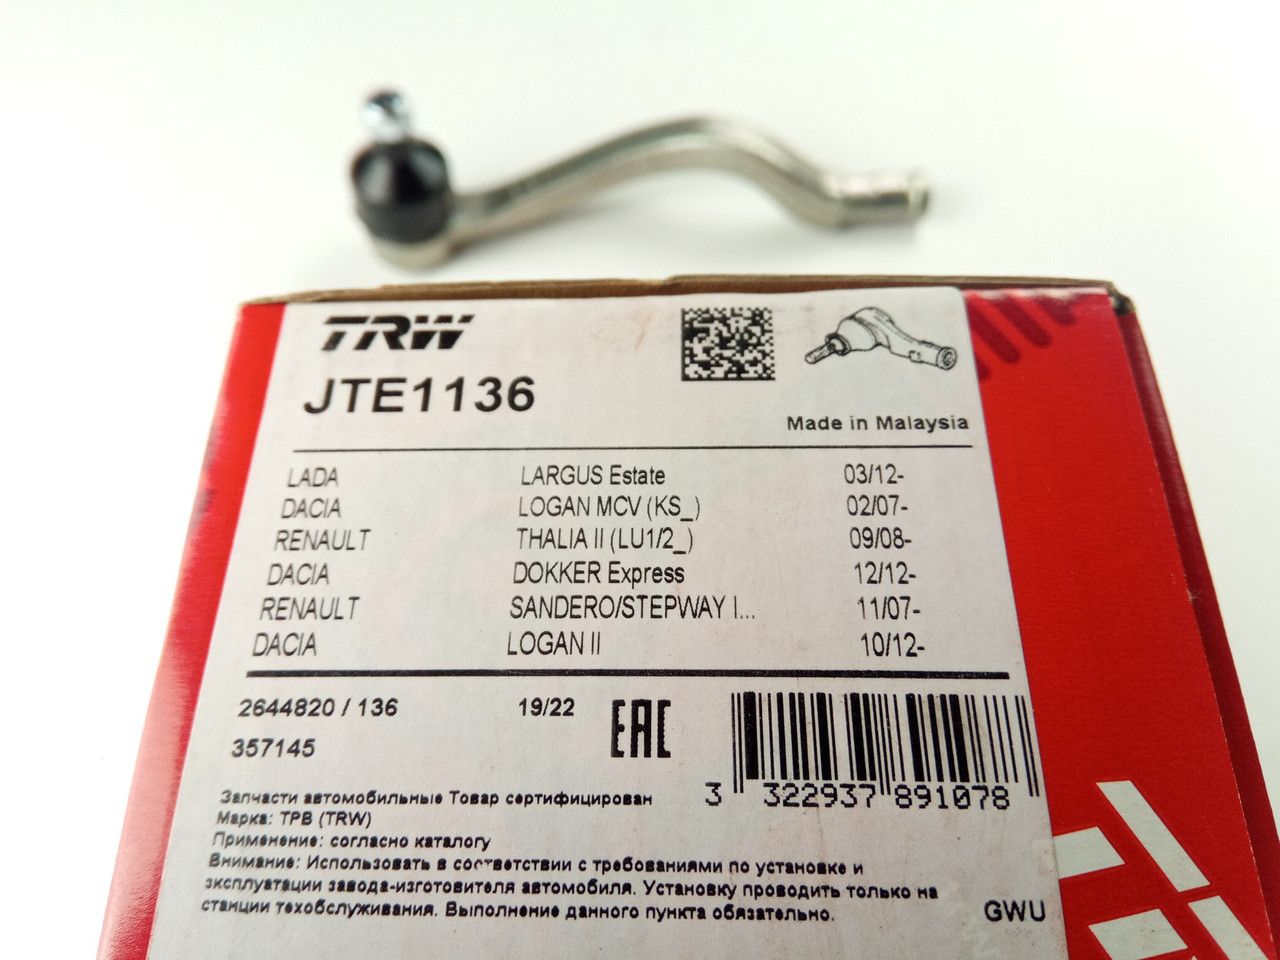 TRW
JTE1136
Made in Malaysia
LADA LARGUS Estate 03/12-
DACIA LOGAN MCV (KS_) 02/07-
RENAULT THALIA II (LU1/2_) 09/08-
DACIA DOKKER Express 12/12-
RENAULT SANDERO/STEPWAY I... 11/07-
DACIA LOGAN II 10/12-
2644820 / 136 19/22 EAC
357145
3 322937 891078
Запчасти автомобильные Товар сертифицирован
Марка: ТРВ (TRW)
Применение: согласно каталогу
Внимание: Использовать в соответствии с требованиями по установке и
эксплуатации завода-изготовителя автомобиля. Установку проводить только на
станции техобслуживания. Выполнение данного пункта обязательно.
GWU